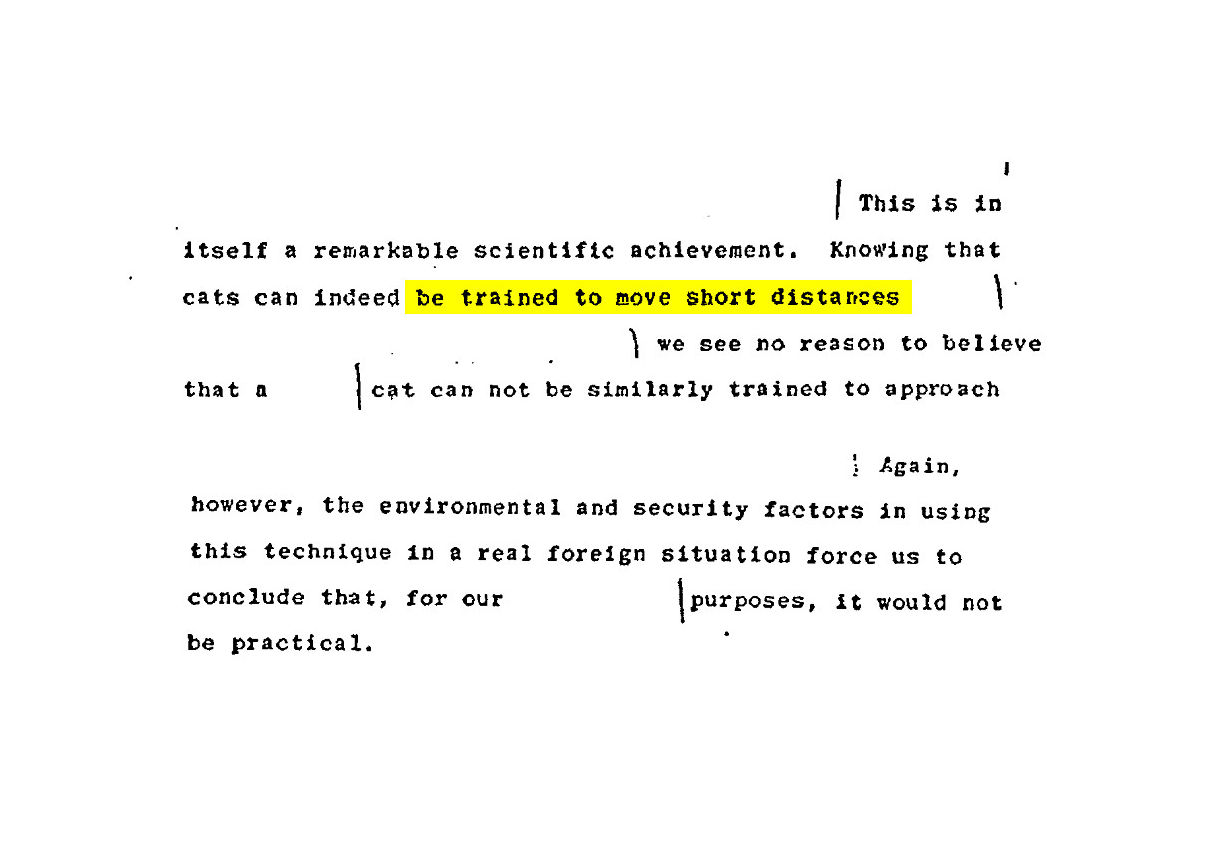 This is in
itself a remarkable scientific achievement. Knowing that
cats can indeed be trained to move short distances
we see no reason to believe
that a cat can not be similarly trained to approach
Again,
however, the environmental and security factors in using
this technique in a real foreign situation force us to
conclude that, for our purposes, it would not
be practical.